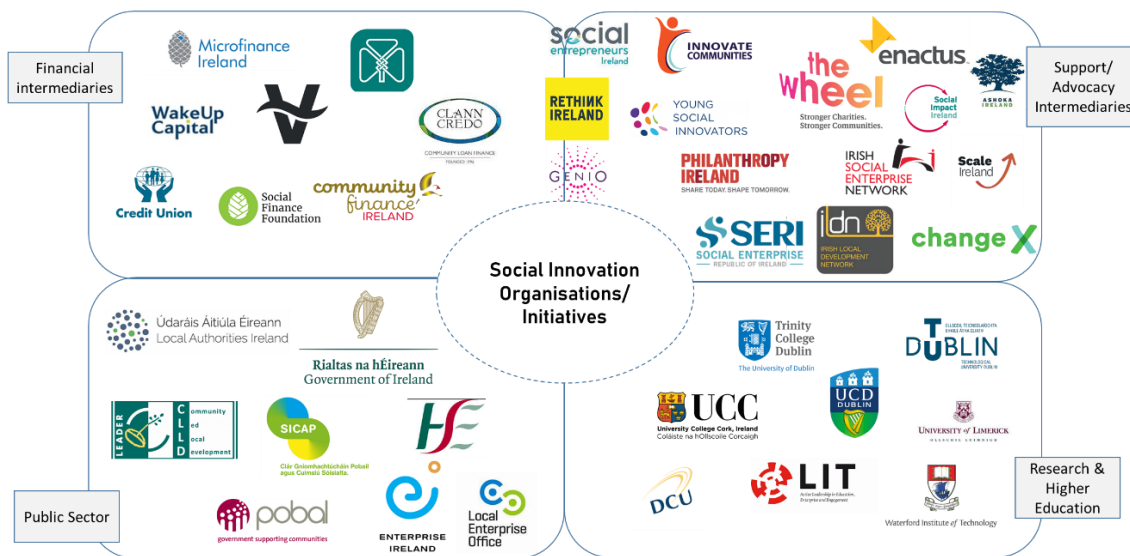 Financial
intermediaries
Microfinance
Ireland
WakeUp
Capital
CLANN
CREDO
COMMUNITY LOAN FINANCE
Credit Union
Social
Finance
Foundation
community
finance
IRELAND
social
entrepreneurs
Ireland
RETHINK
IRELAND
GENIO
INNOVATE
COMMUNITIES
YOUNG
SOCIAL
INNOVATORS
the
wheel
Stronger Charities.
Stronger Communities.
enactus
Social
Impact
Ireland
ASHOKA
IRELAND
Support/
Advocacy
Intermediaries
PHILANTHROPY
IRELAND
SHARE TODAY. SHAPE TOMORROW.
IRISH
SOCIAL
ENTERPRISE
NETWORK
Scale
Ireland
SERI
SOCIAL ENTERPRISE
REPUBLIC OF IRELAND
ildn
IRISH LOCAL
DEVELOPMENT
NETWORK
change X
Social Innovation
Organisations/
Initiatives
Údaráis Áitiúla Éireann
Local Authorities Ireland
Rialtas na hÉireann
Government of Ireland
LEADER
Community
Led
Local
Development
SICAP
Clár Gníomhachtúcháin Pobail
agus Cuimsiú Sóisialta.
HSE
Public Sector
pobal
government supporting communities
ENTERPRISE
IRELAND
Local
Enterprise
Office
Trinity
College
Dublin
The University of Dublin
TU
DUBLIN
TECHNOLOGICAL
UNIVERSITY DUBLIN
UCC
University College Cork, Ireland
Coláiste na hOllscoile Corcaigh
UCD
DUBLIN
UNIVERSITY of LIMERICK
OLLSCOIL LUIMNIGH
DCU
LIT
Waterford Institute of Technology
Research &
Higher
Education